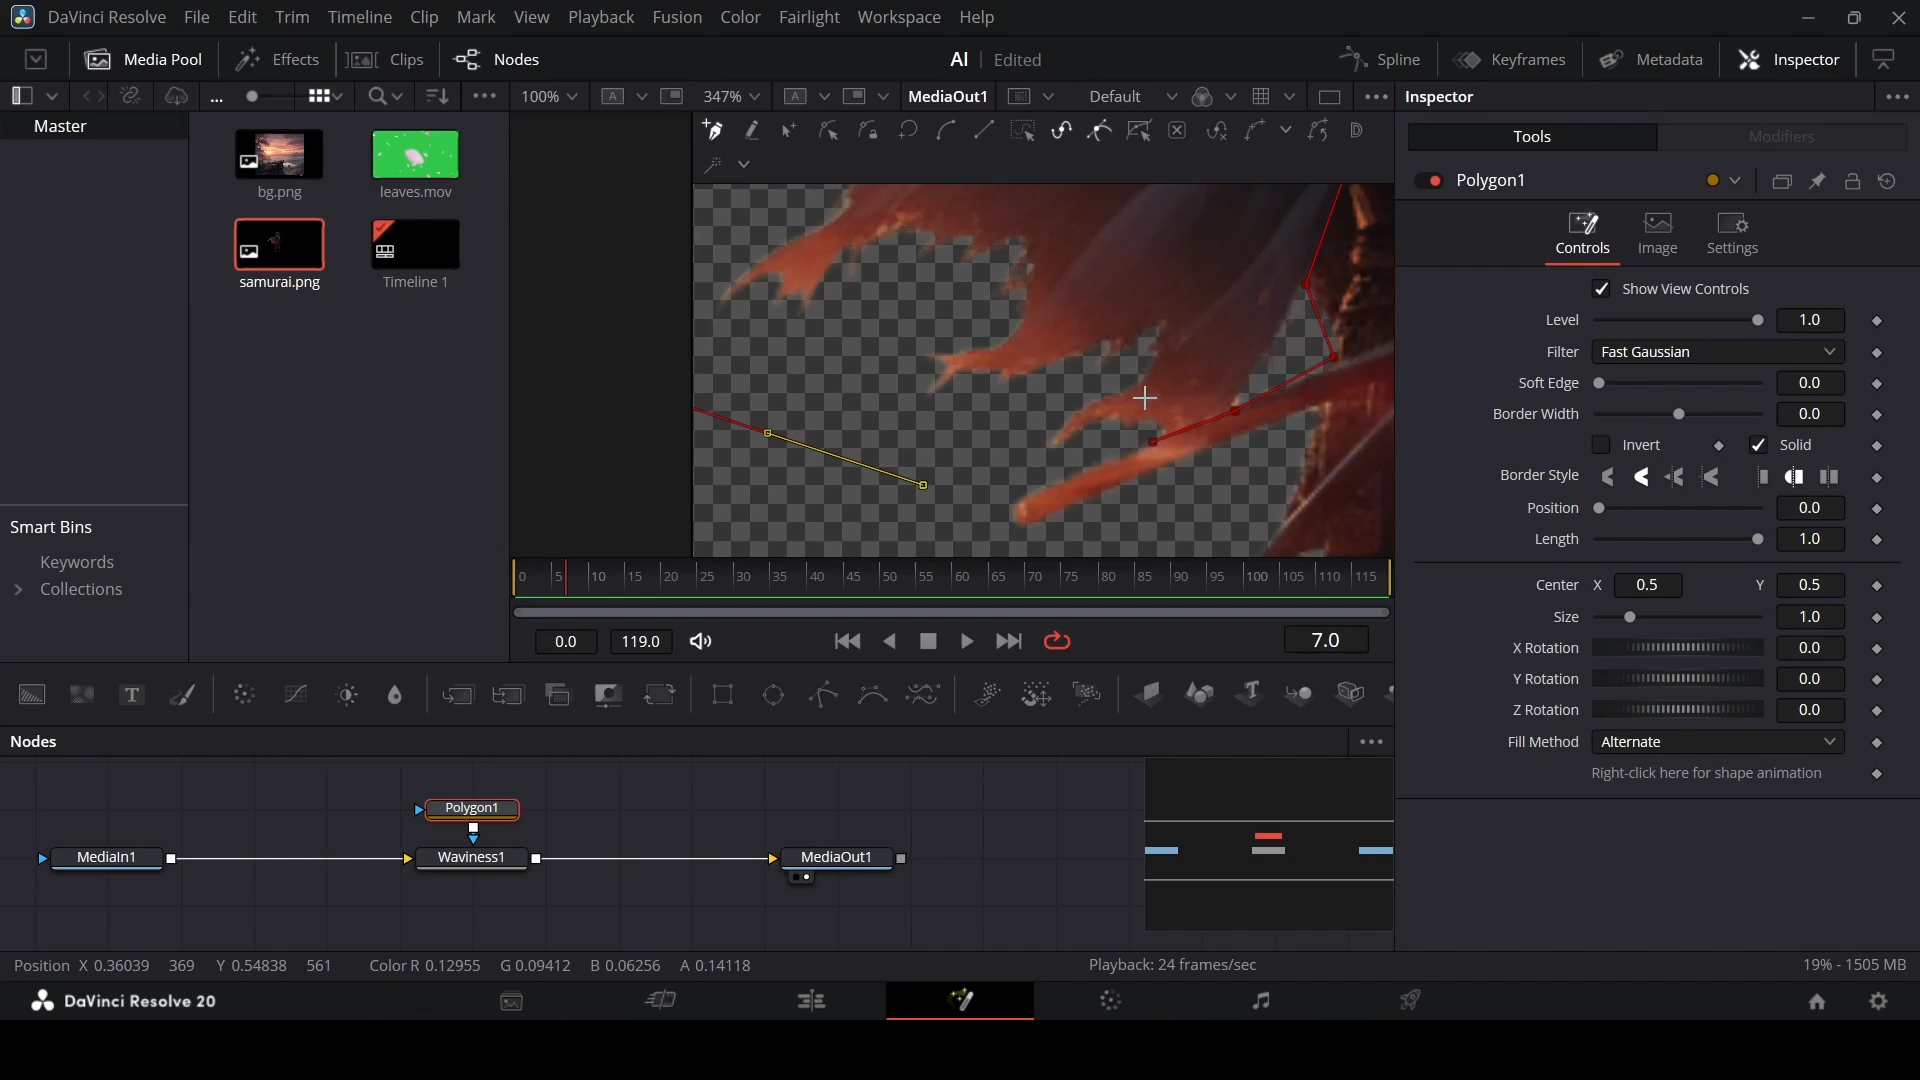 DaVinci Resolve File Edit Trim Timeline Clip Mark View Playback Fusion Color Fairlight Workspace Help
Media Pool Effects Clips Nodes AI Edited Spline Keyframes Metadata Inspector
... 100% A 347% A MediaOut1 Default Inspector
Master
bg.png leaves.mov
samurai.png Timeline 1
Smart Bins
Keywords
Collections
D
0 5 10 15 20 25 30 35 40 45 50 55 60 65 70 75 80 85 90 95 100 105 110 115
0.0 119.0 7.0
Tools Modifiers
Polygon1
Controls Image Settings
Show View Controls
Level 1.0
Filter Fast Gaussian
Soft Edge 0.0
Border Width 0.0
Invert Solid
Border Style
Position 0.0
Length 1.0
Center X 0.5 Y 0.5
Size 1.0
X Rotation 0.0
Y Rotation 0.0
Z Rotation 0.0
Fill Method Alternate
Right-click here for shape animation
T T
Nodes
Polygon1
MediaIn1 Waviness1 MediaOut1
Position X 0.36039 369 Y 0.54838 561 Color R 0.12955 G 0.09412 B 0.06256 A 0.14118 Playback: 24 frames/sec 19% - 1505 MB
DaVinci Resolve 20